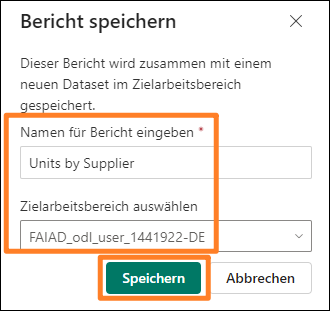 Bericht speichern
Dieser Bericht wird zusammen mit einem
neuen Dataset im Zielarbeitsbereich
gespeichert.
Namen für Bericht eingeben *
Units by Supplier
Zielarbeitsbereich auswählen
FAIAD_odl_user_1441922-DE
Speichern Abbrechen